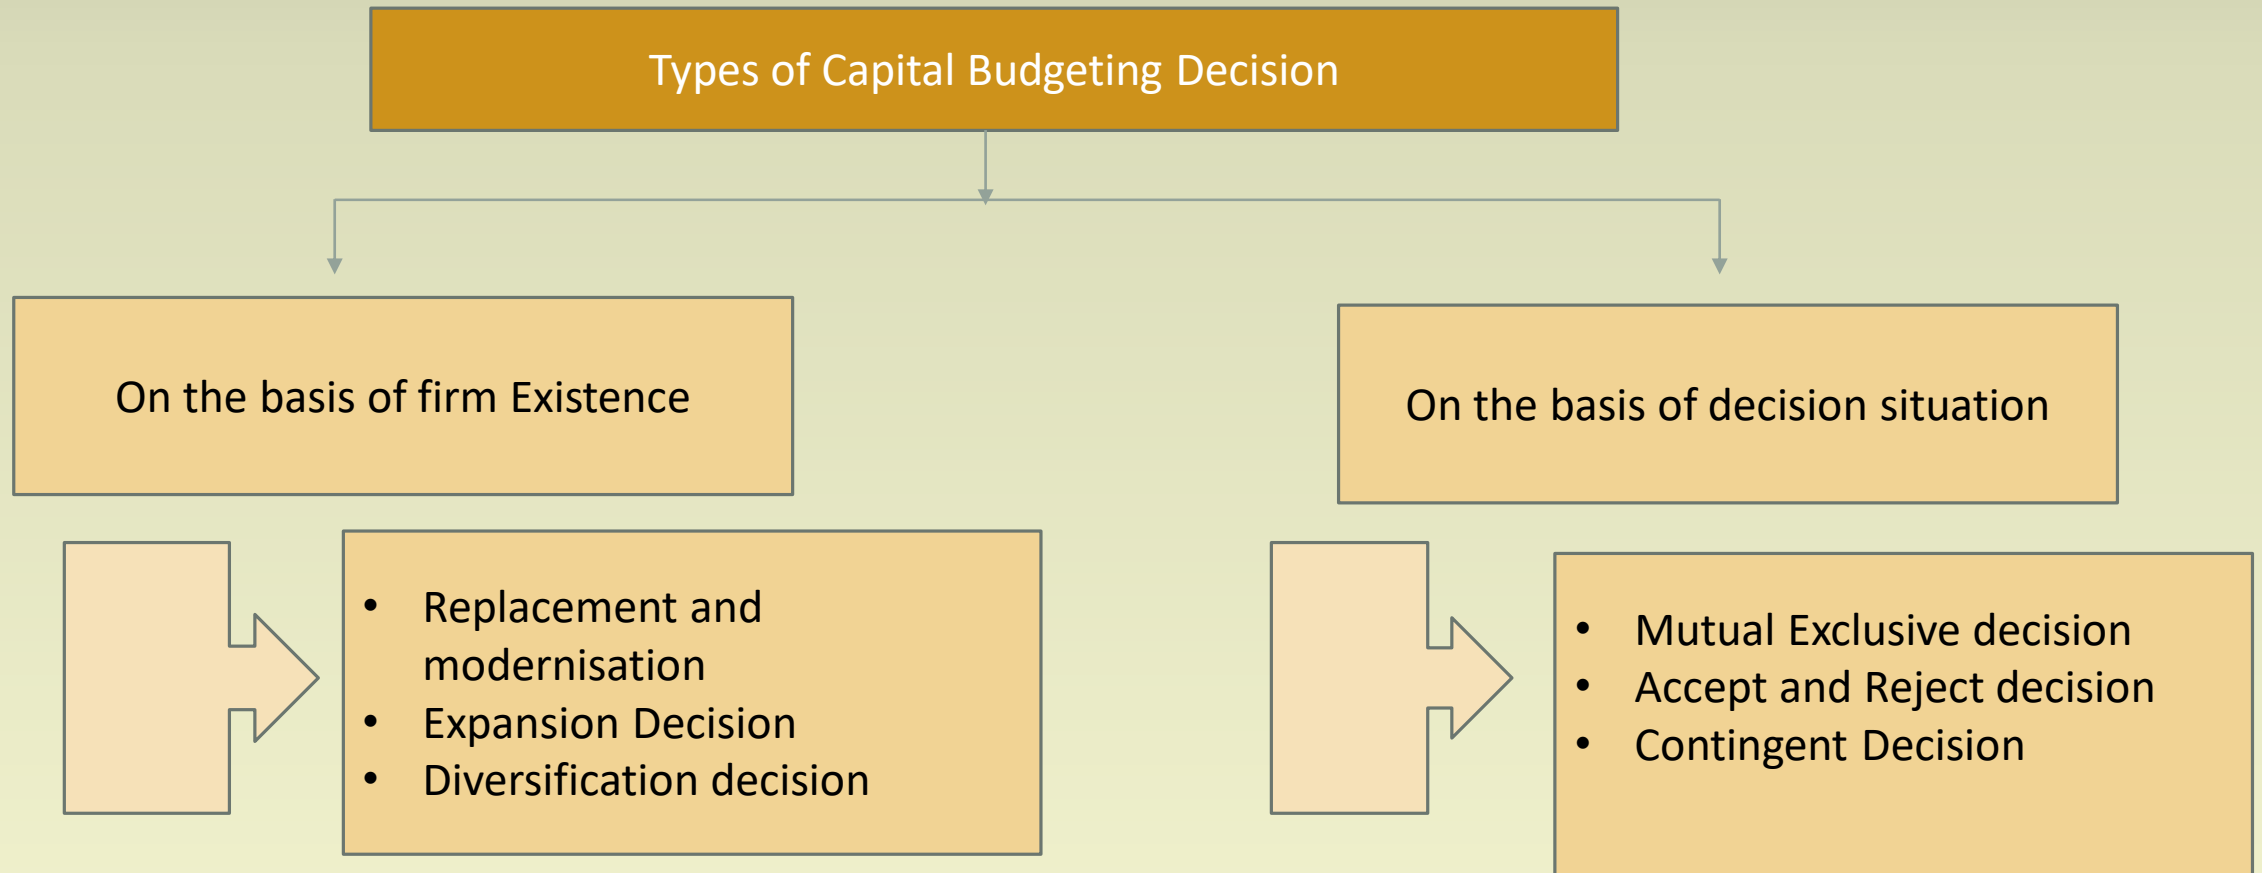 Types of Capital Budgeting Decision
On the basis of firm Existence
On the basis of decision situation
• Replacement and
modernisation
• Expansion Decision
• Diversification decision
• Mutual Exclusive decision
• Accept and Reject decision
• Contingent Decision